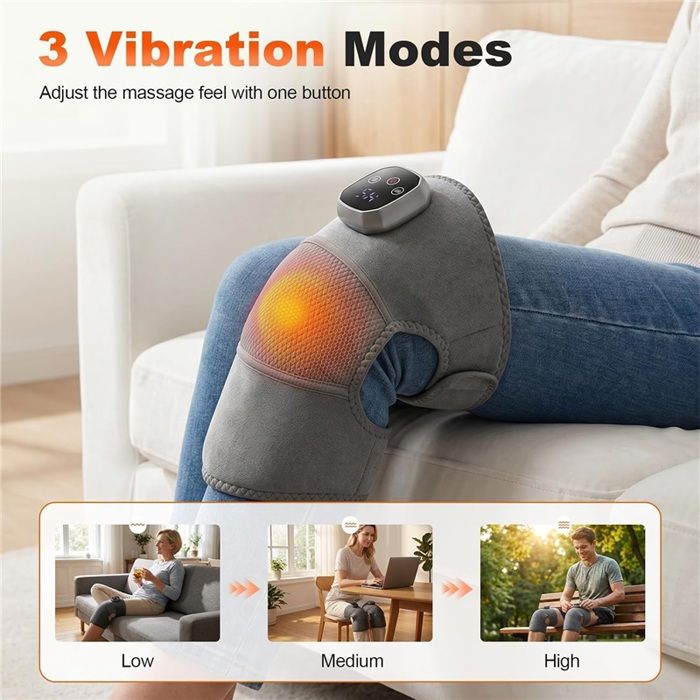 3 Vibration Modes
Adjust the massage feel with one button
Low
Medium
High